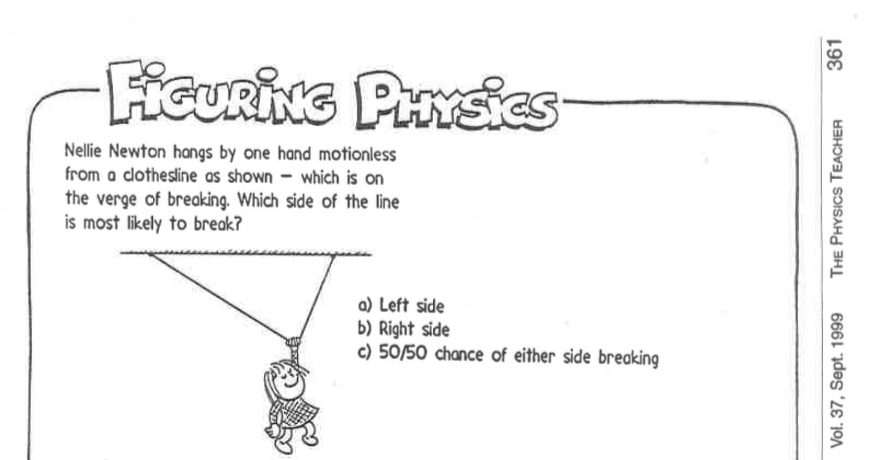 FIGURING PHYSICS
Nellie Newton hangs by one hand motionless
from a clothesline as shown — which is on
the verge of breaking. Which side of the line
is most likely to break?
a) Left side
b) Right side
c) 50/50 chance of either side breaking
Vol. 37, Sept. 1999 THE PHYSICS TEACHER 361